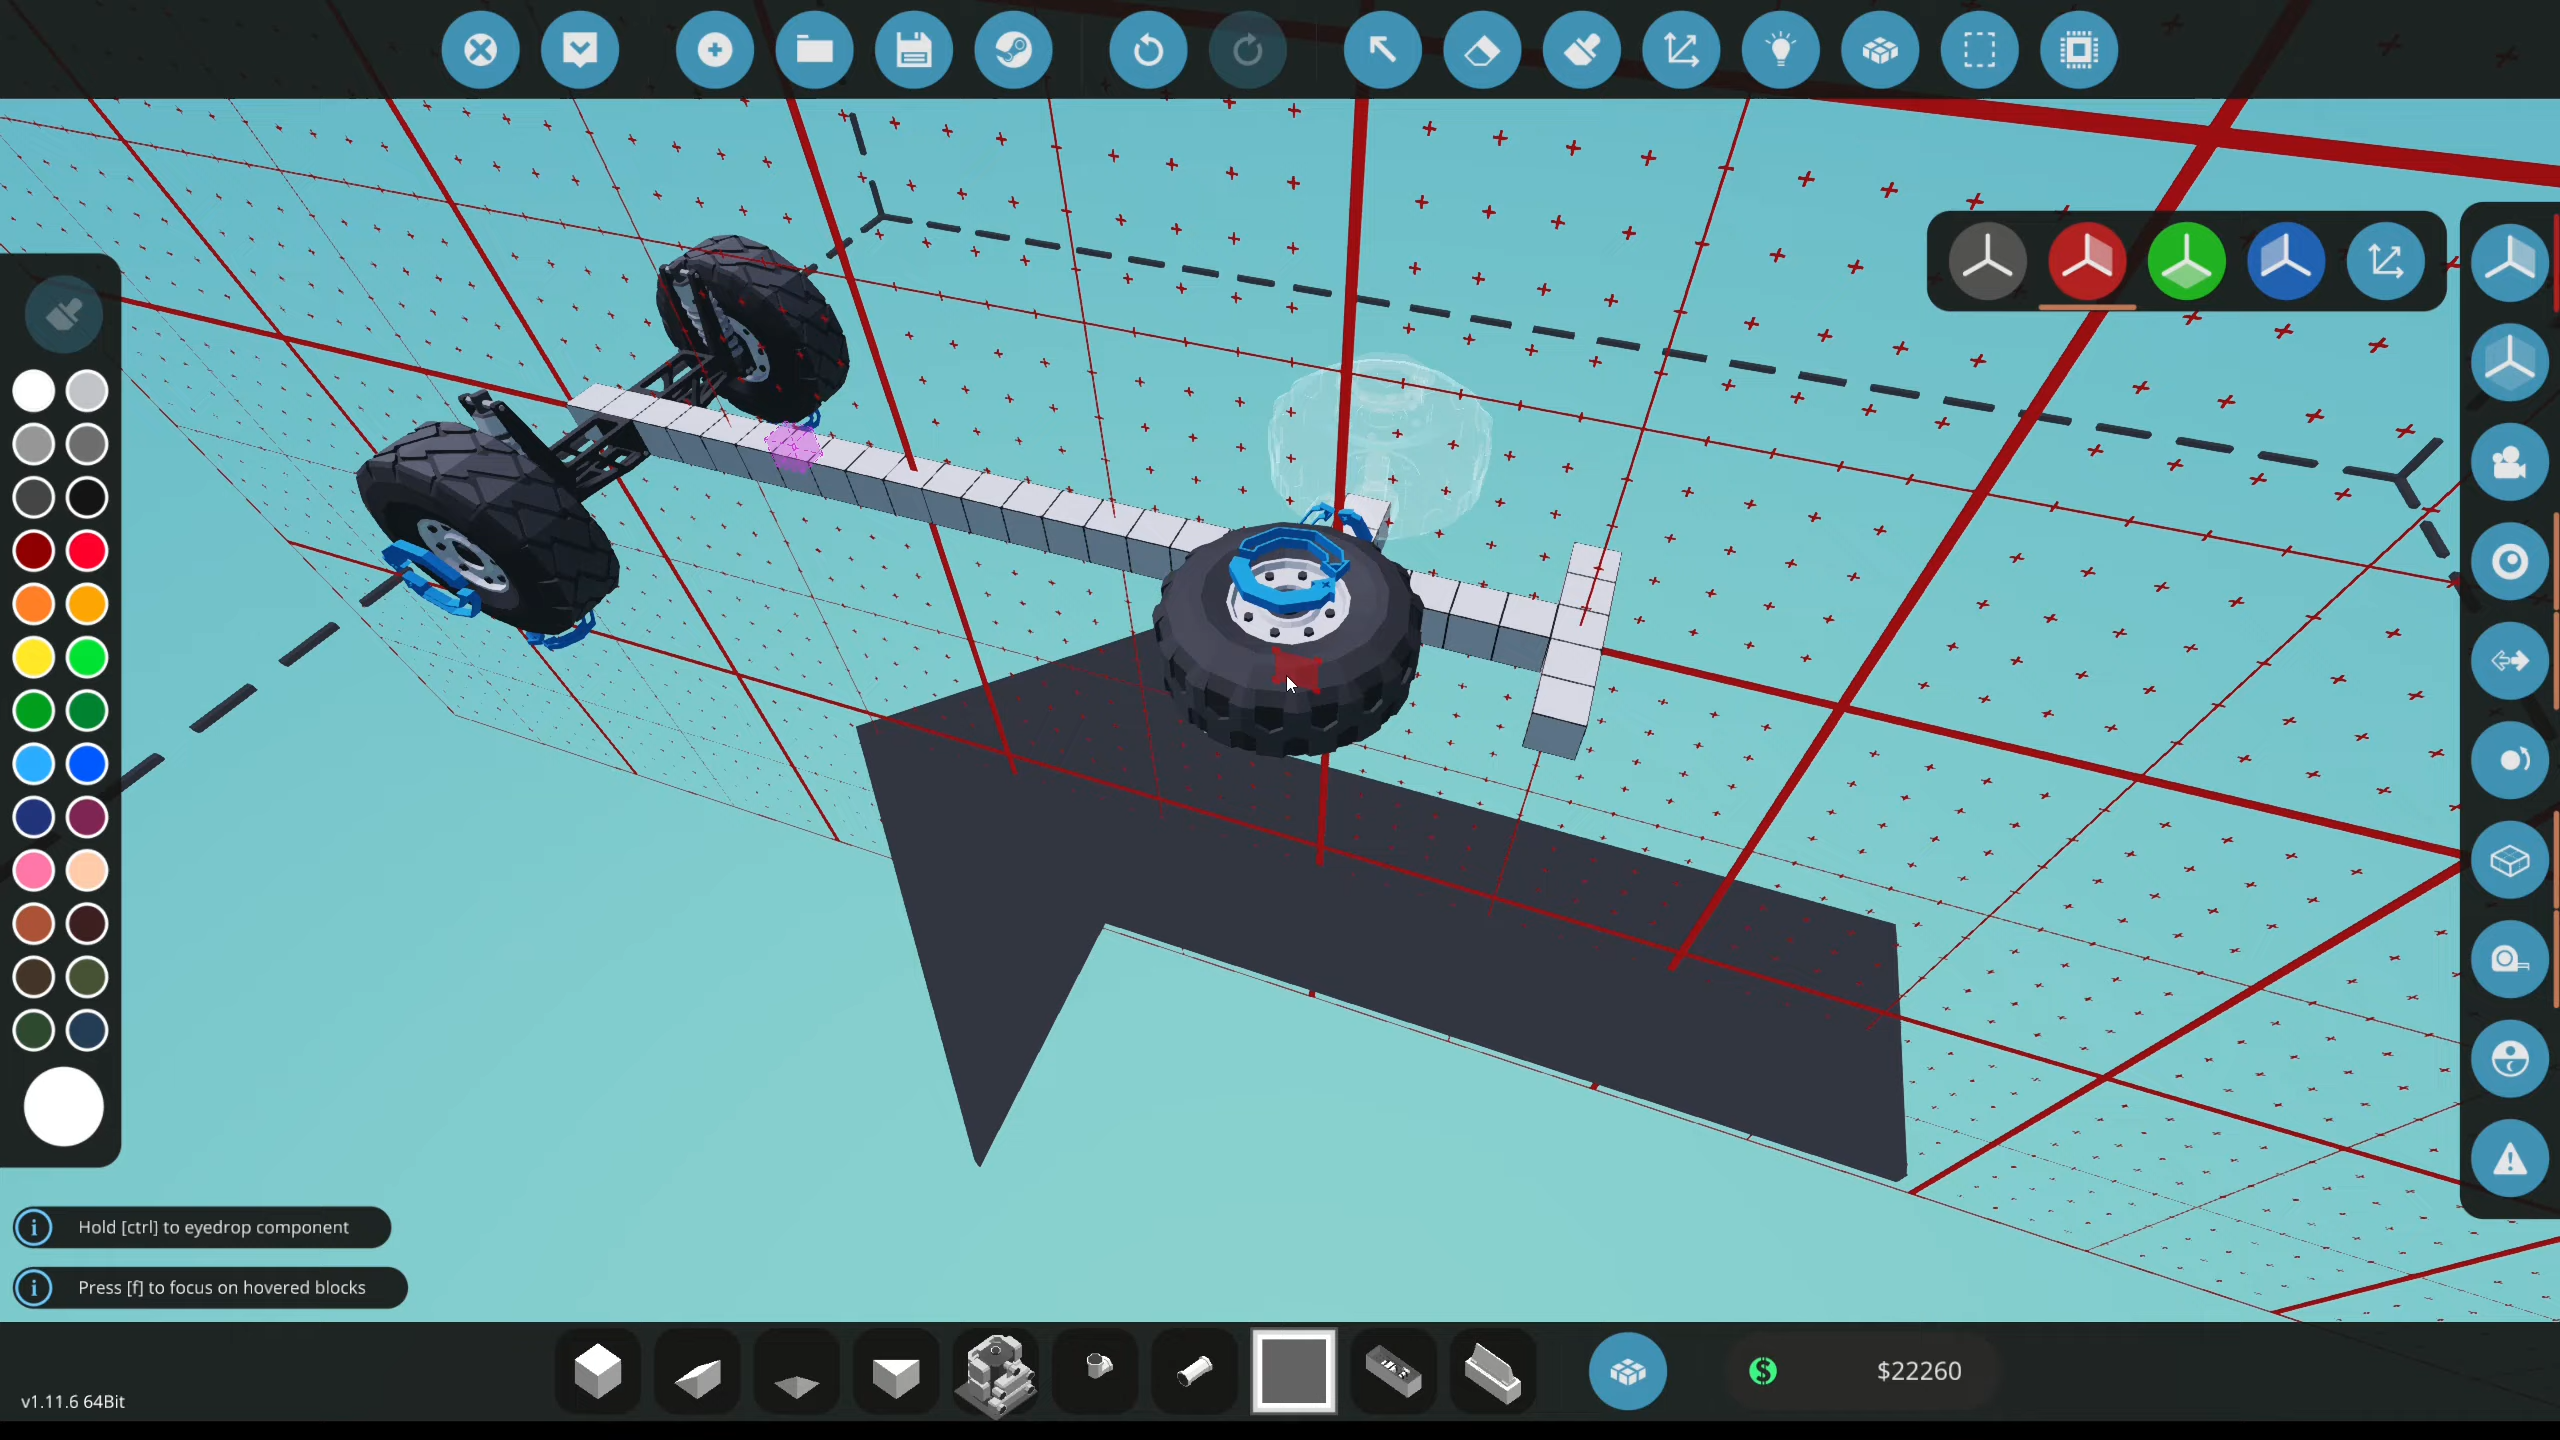 Hold [ctrl] to eyedrop component
Press [f] to focus on hovered blocks
v1.11.6 64Bit
$22260